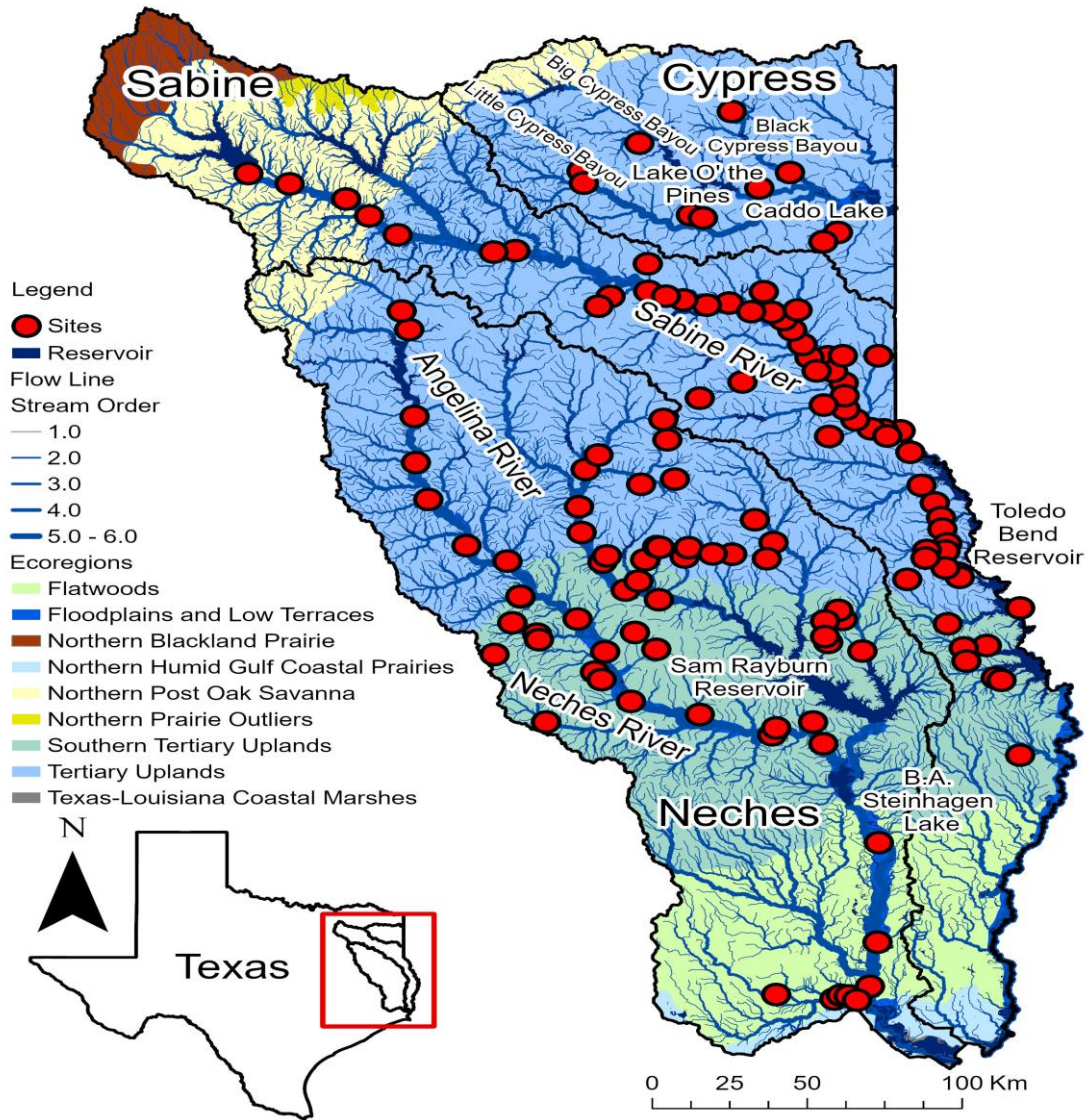 Sabine
Cypress
Big Cypress Bayou
Little Cypress Bayou
Black
Cypress Bayou
Lake O' the
Pines
Caddo Lake
Sabine River
Angelina River
Toledo
Bend
Reservoir
Sam Rayburn
Reservoir
Neches River
Neches
B.A.
Steinhagen
Lake
Legend
Sites
Reservoir
Flow Line
Stream Order
1.0
2.0
3.0
4.0
5.0 - 6.0
Ecoregions
Flatwoods
Floodplains and Low Terraces
Northern Blackland Prairie
Northern Humid Gulf Coastal Prairies
Northern Post Oak Savanna
Northern Prairie Outliers
Southern Tertiary Uplands
Tertiary Uplands
Texas-Louisiana Coastal Marshes
N
Texas
0 25 50 100 Km